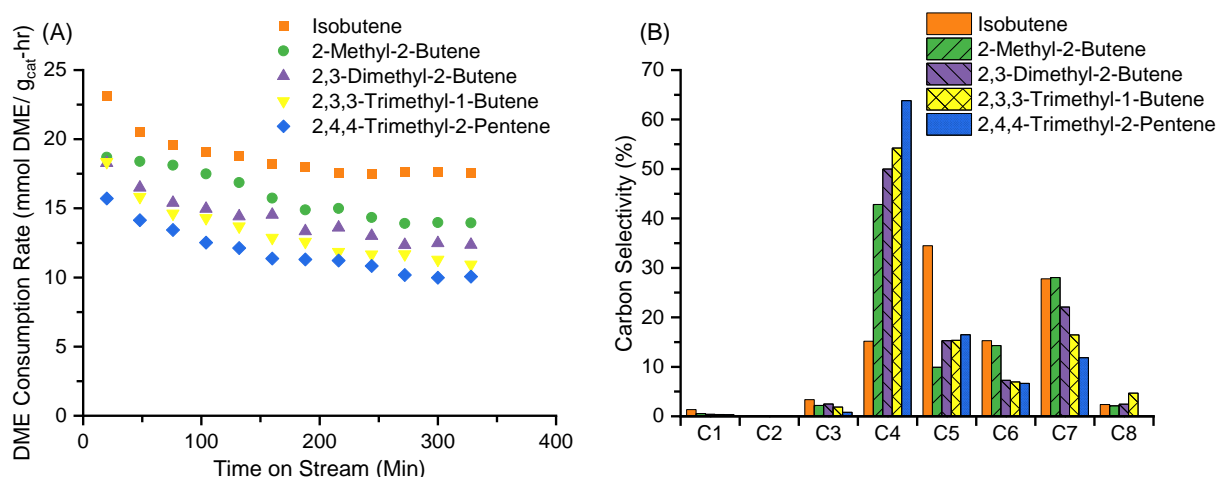 (A)
Isobutene
2-Methyl-2-Butene
2,3-Dimethyl-2-Butene
2,3,3-Trimethyl-1-Butene
2,4,4-Trimethyl-2-Pentene
DME Consumption Rate (mmol DME/ gcat-hr)
25
20
15
10
5
0
0 100 200 300 400
Time on Stream (Min)
(B)
Isobutene
2-Methyl-2-Butene
2,3-Dimethyl-2-Butene
2,3,3-Trimethyl-1-Butene
2,4,4-Trimethyl-2-Pentene
Carbon Selectivity (%)
70
60
50
40
30
20
10
0
C1 C2 C3 C4 C5 C6 C7 C8